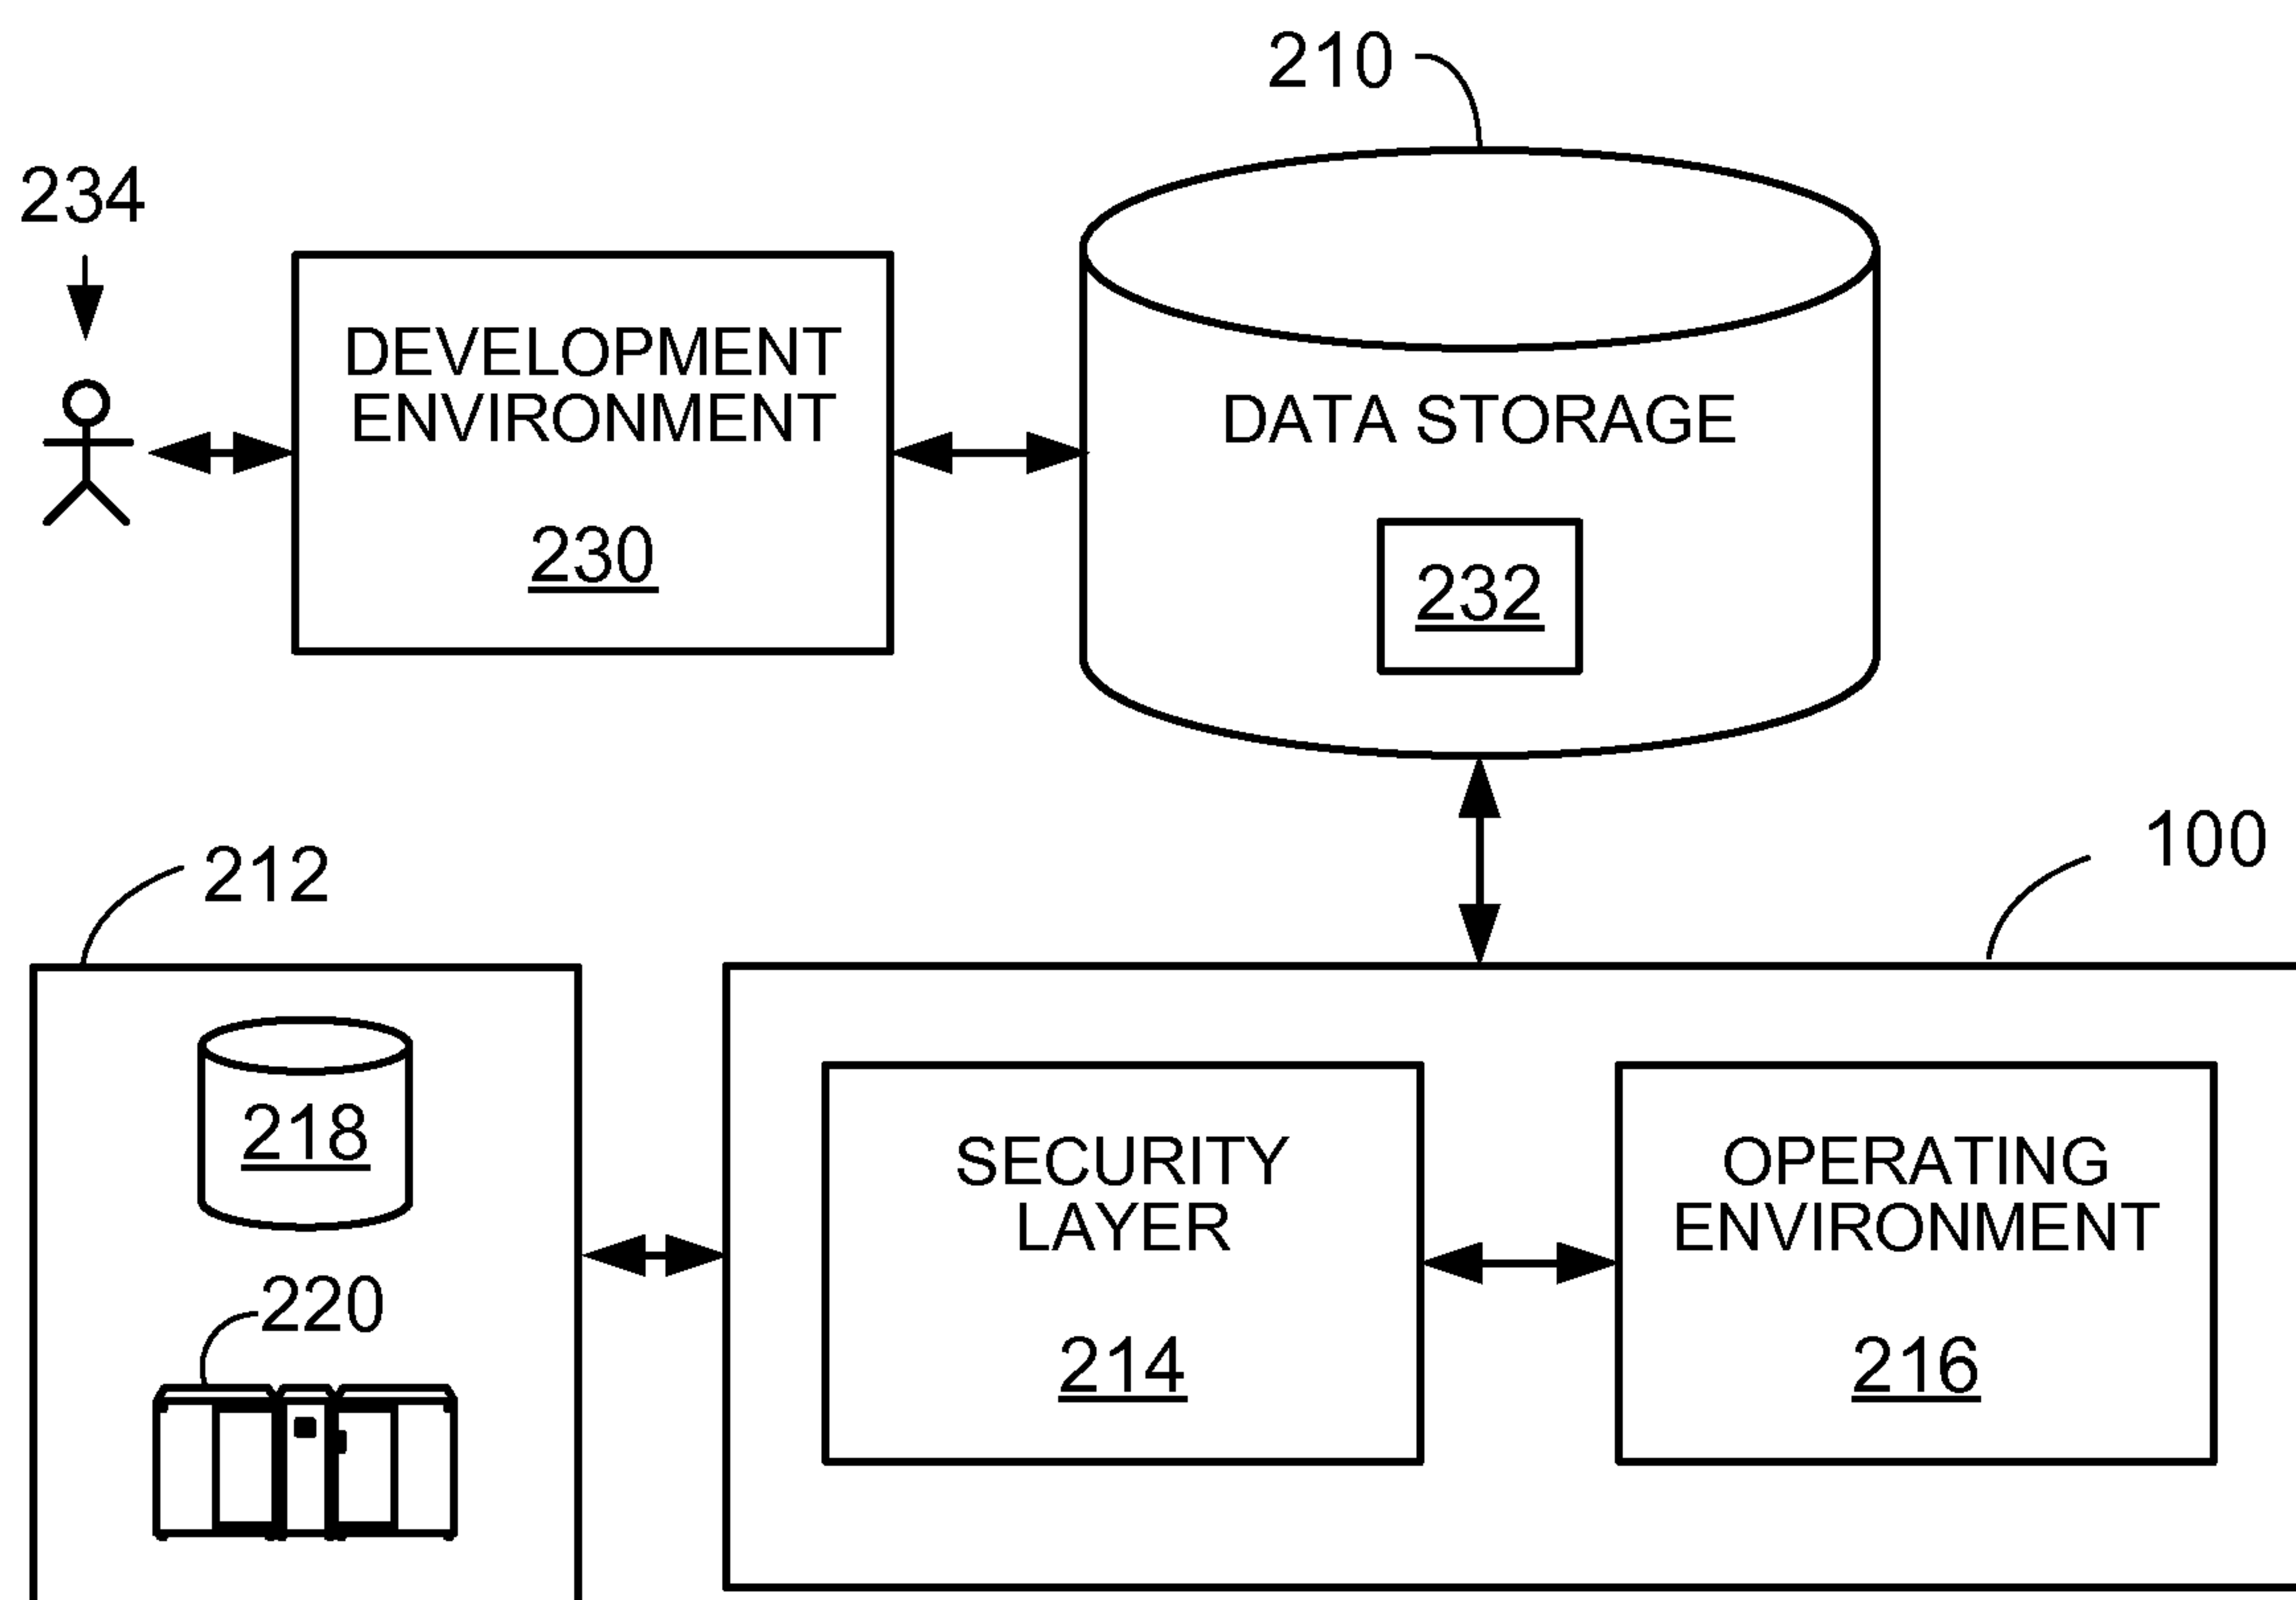 210
234
DEVELOPMENT
ENVIRONMENT
230
DATA STORAGE
232
212
100
218
220
SECURITY
LAYER
214
OPERATING
ENVIRONMENT
216